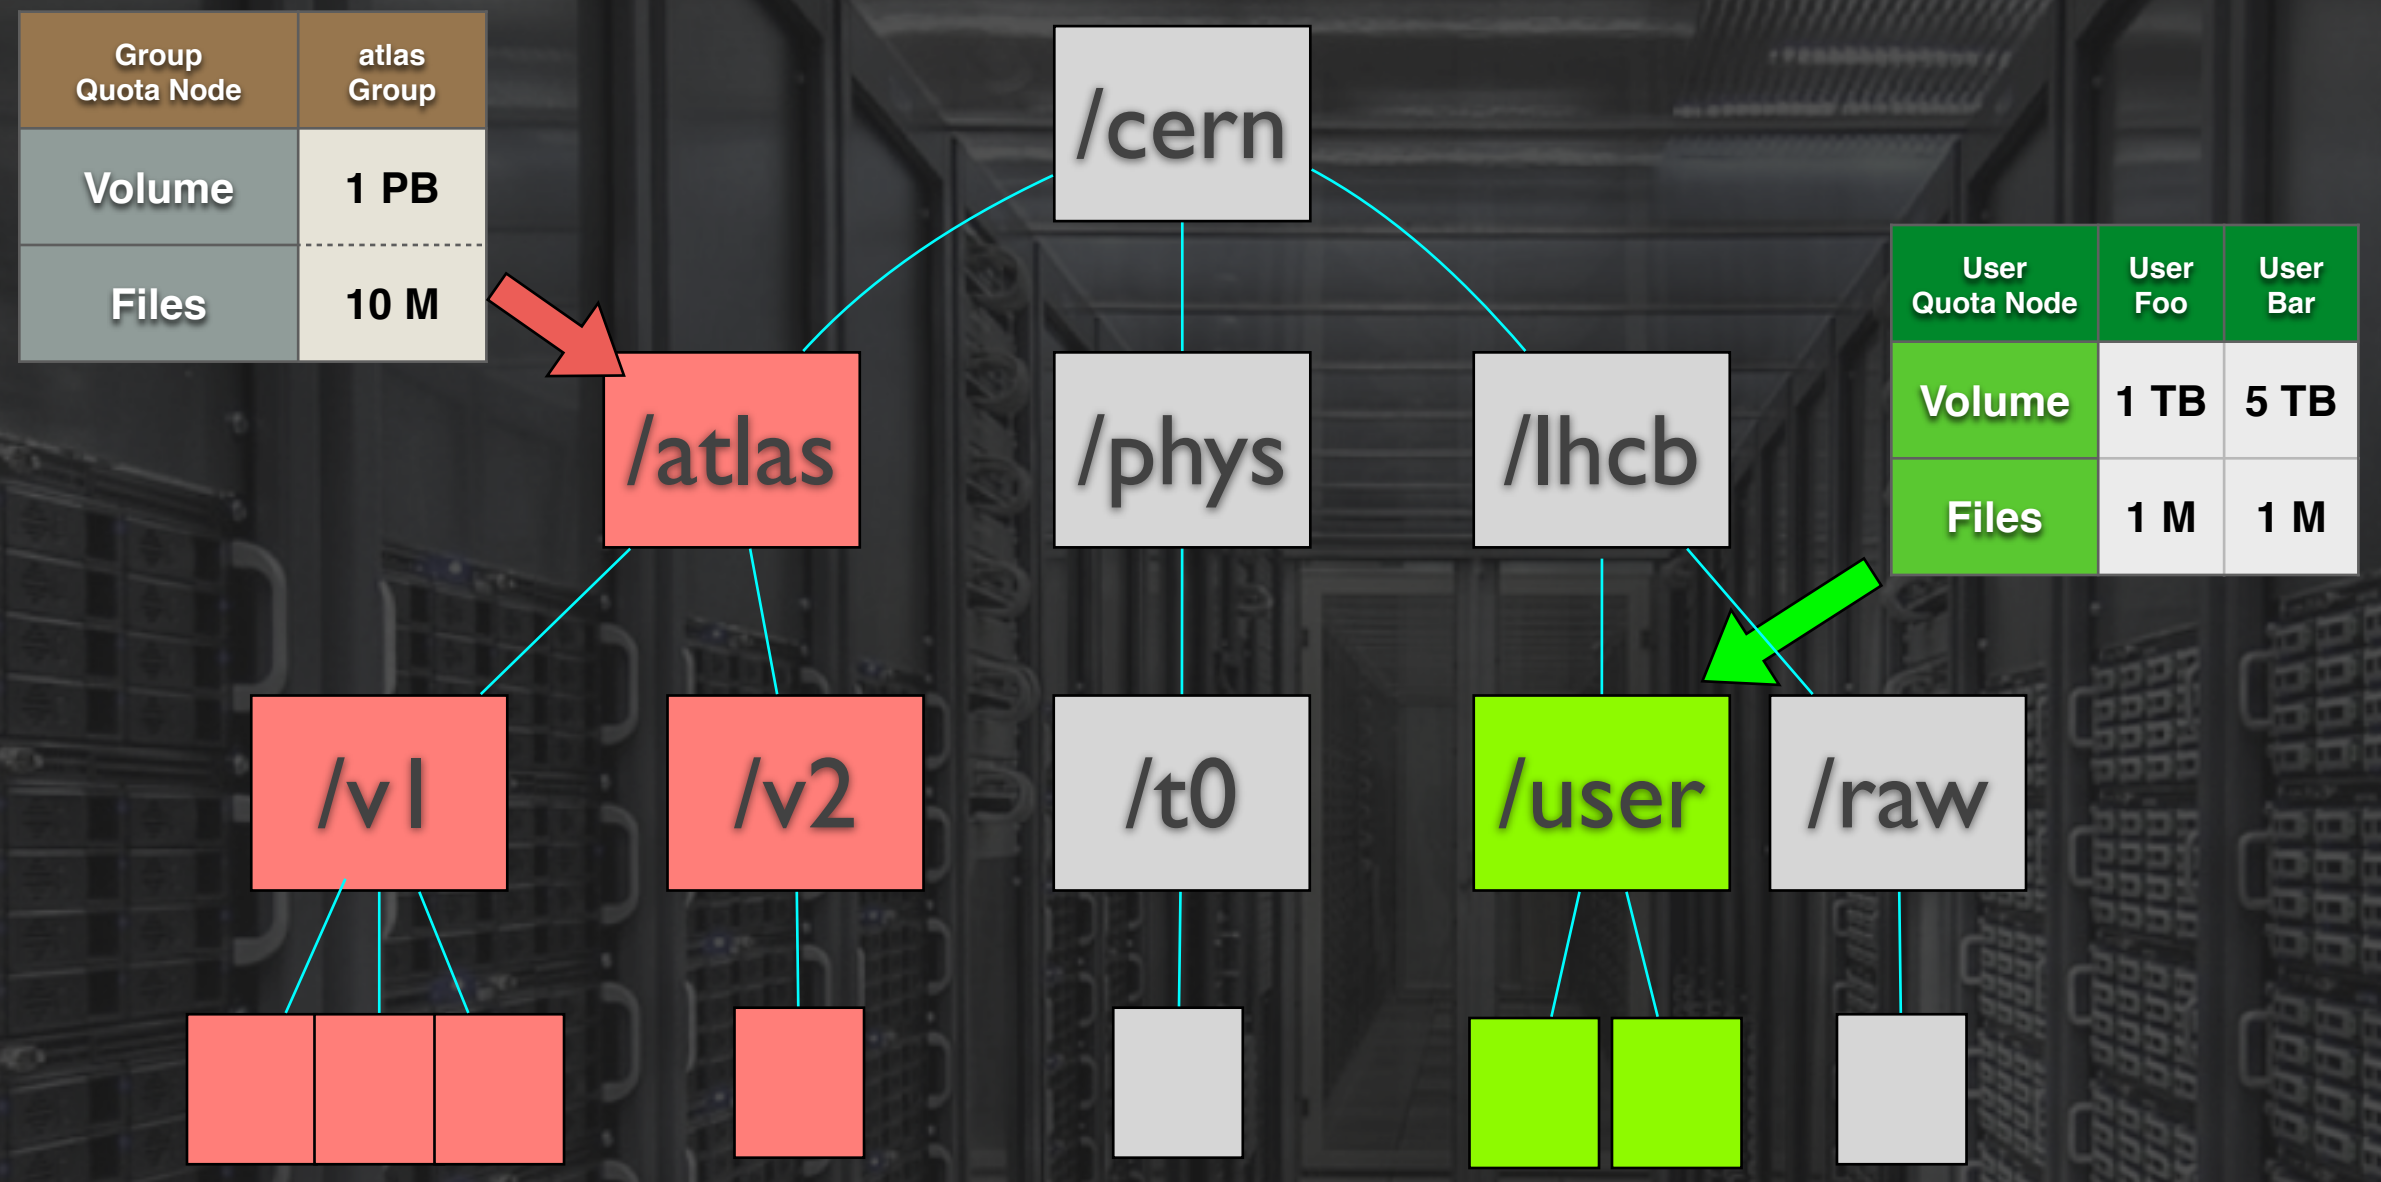 Group
Quota Node
atlas
Group
Volume
1 PB
Files
10 M
/cern
User
Quota Node
User
Foo
User
Bar
Volume
1 TB
5 TB
Files
1 M
1 M
/atlas
/phys
/lhcb
/v1
/v2
/t0
/user
/raw